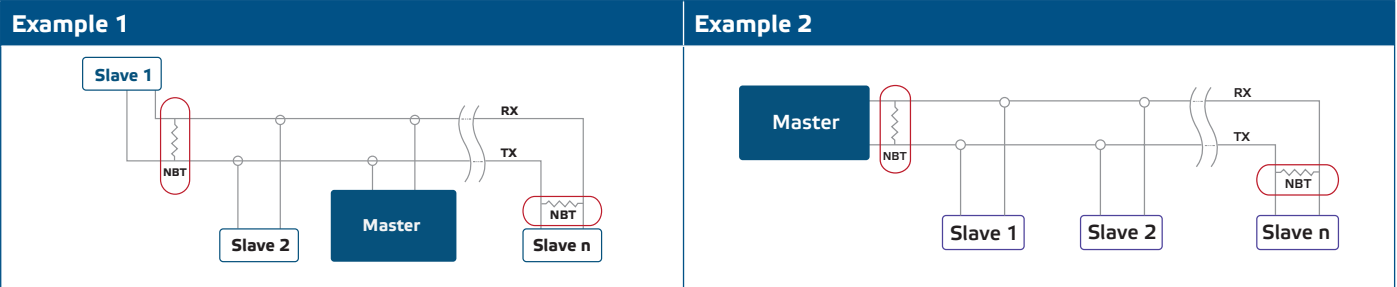 Example 1
Slave 1
RX
TX
NBT
NBT
Master
Slave 2
Slave n
Example 2
RX
Master
TX
NBT
NBT
Slave 1
Slave 2
Slave n